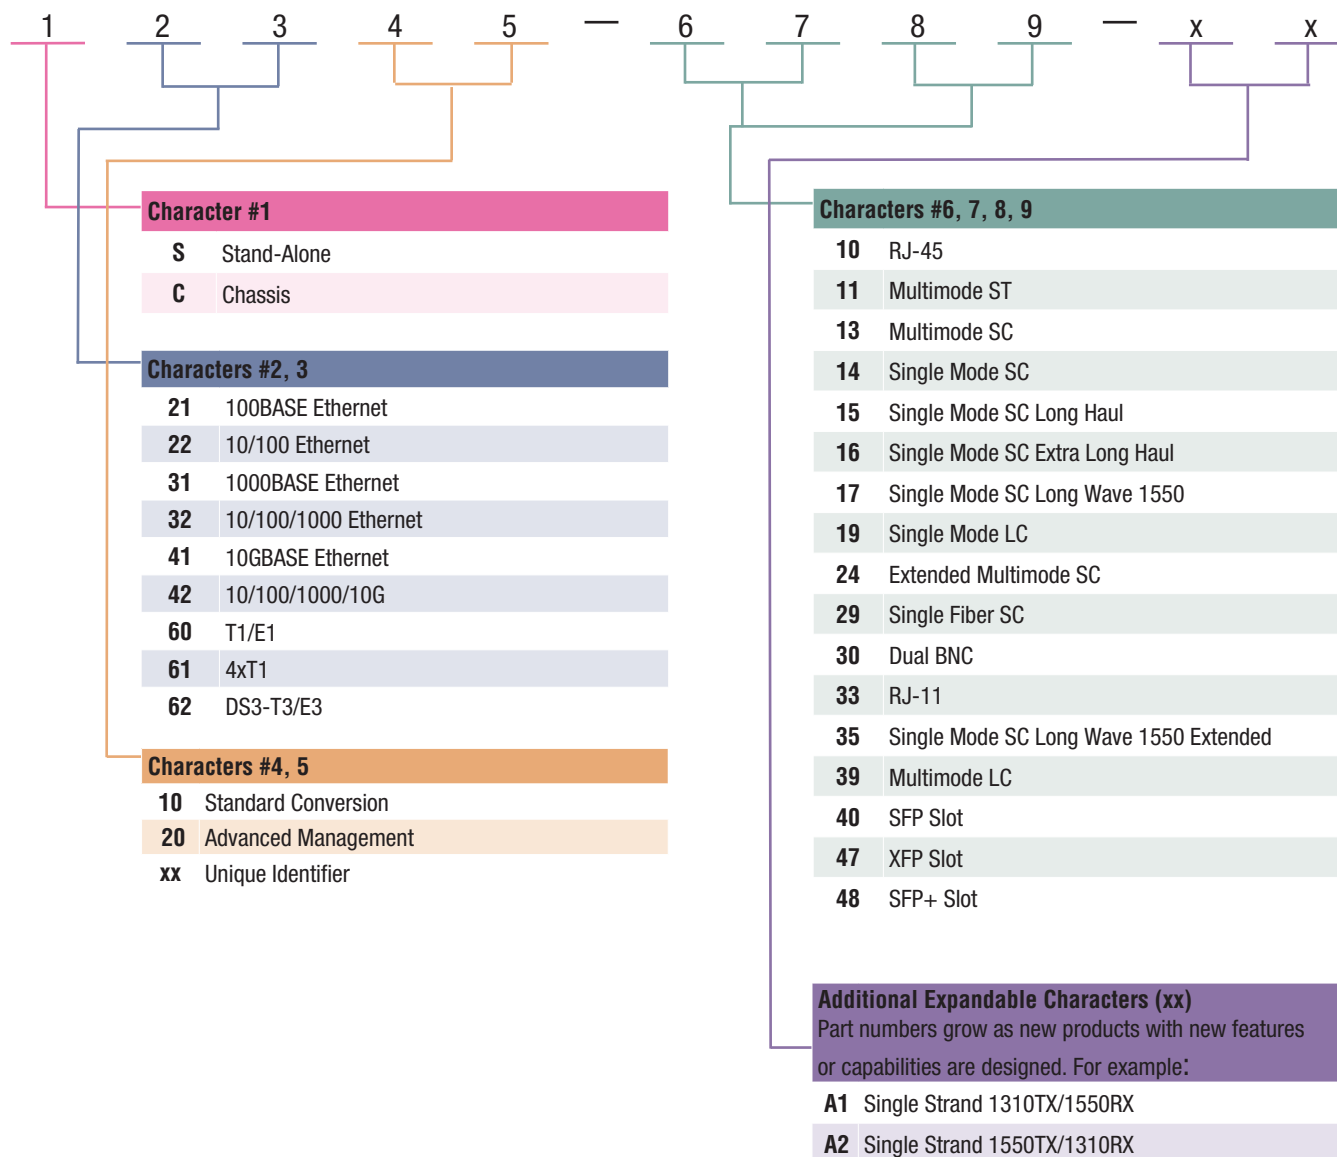 1 2 3 4 5 — 6 7 8 9 — x x
Character #1
S Stand-Alone
C Chassis
Characters #2, 3
21 100BASE Ethernet
22 10/100 Ethernet
31 1000BASE Ethernet
32 10/100/1000 Ethernet
41 10GBASE Ethernet
42 10/100/1000/10G
60 T1/E1
61 4xT1
62 DS3-T3/E3
Characters #4, 5
10 Standard Conversion
20 Advanced Management
xx Unique Identifier
Characters #6, 7, 8, 9
10 RJ-45
11 Multimode ST
13 Multimode SC
14 Single Mode SC
15 Single Mode SC Long Haul
16 Single Mode SC Extra Long Haul
17 Single Mode SC Long Wave 1550
19 Single Mode LC
24 Extended Multimode SC
29 Single Fiber SC
30 Dual BNC
33 RJ-11
35 Single Mode SC Long Wave 1550 Extended
39 Multimode LC
40 SFP Slot
47 XFP Slot
48 SFP+ Slot
Additional Expandable Characters (xx)
Part numbers grow as new products with new features
or capabilities are designed. For example:
A1 Single Strand 1310TX/1550RX
A2 Single Strand 1550TX/1310RX